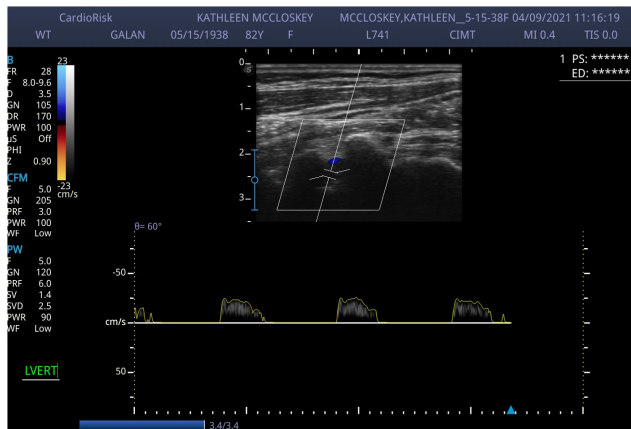 CardioRisk KATHLEEN MCCLOSKEY MCCLOSKEY,KATHLEEN__5-15-38F 04/09/2021 11:16:19
WT GALAN 05/15/1938 82Y F L741 CIMT MI 0.4 TIS 0.0
1 PS: ******
ED: ******
B
FR 28
F 8.0-9.6
D 3.5
GN 105
DR 170
PWR 100
µS Off
PHI
Z 0.90
23
-23
cm/s
CFM
F 5.0
GN 205
PRF 3.0
PWR 100
WF Low
PW
F 5.0
GN 120
PRF 6.0
SV 1.4
SVD 2.5
PWR 90
WF Low
LVERT
0
1
2
3
θ= 60°
-50
cm/s
50
3.4/3.4